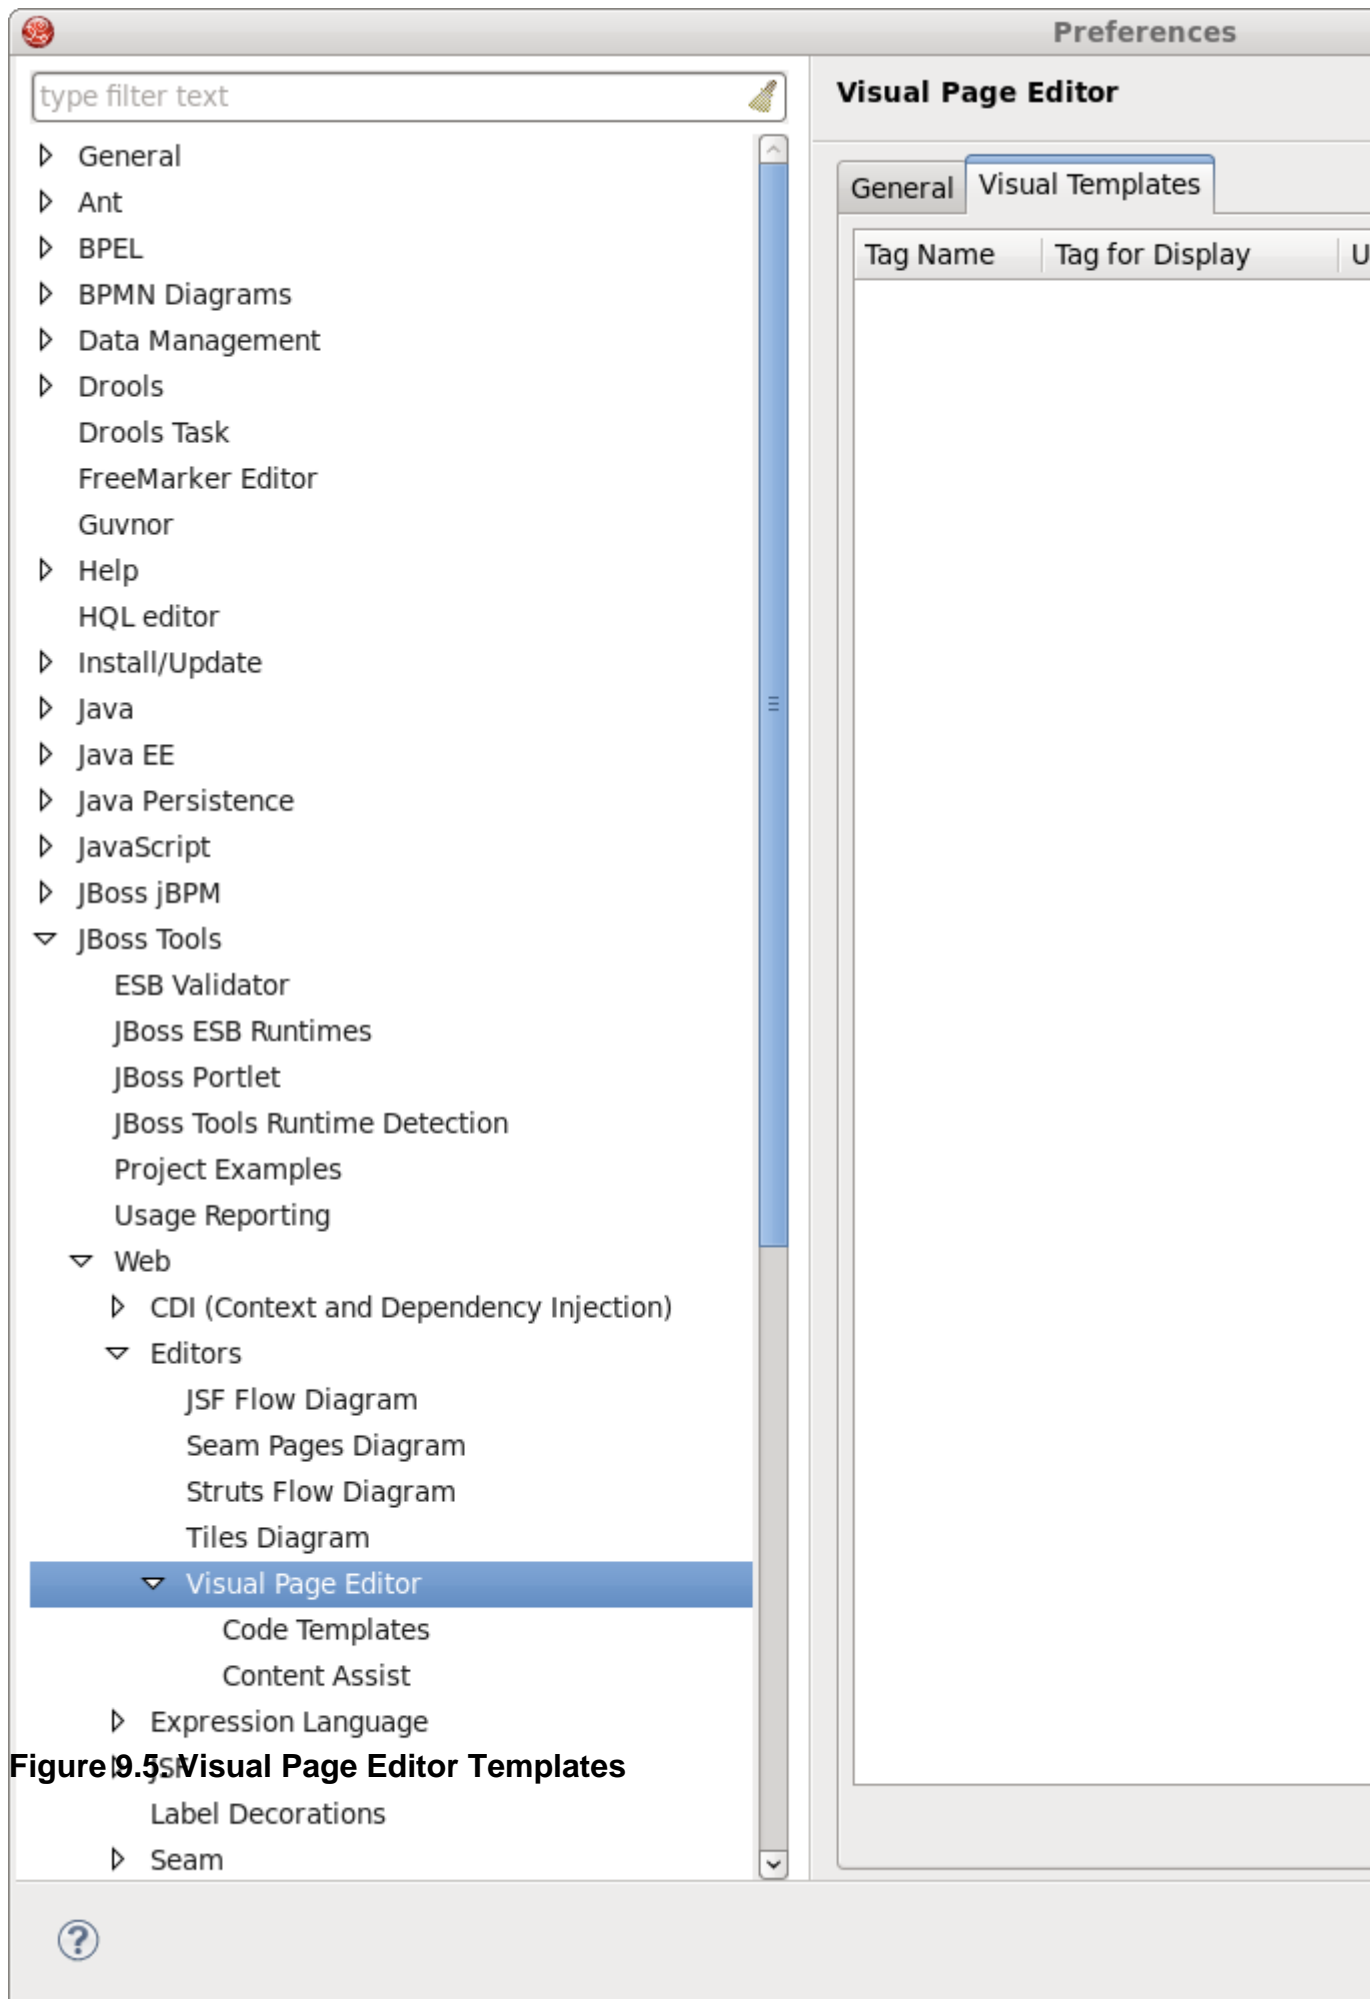 Preferences
type filter text
General
Ant
BPEL
BPMN Diagrams
Data Management
Drools
Drools Task
FreeMarker Editor
Guvnor
Help
HQL editor
Install/Update
Java
Java EE
Java Persistence
JavaScript
JBoss jBPM
JBoss Tools
ESB Validator
JBoss ESB Runtimes
JBoss Portlet
JBoss Tools Runtime Detection
Project Examples
Usage Reporting
Web
CDI (Context and Dependency Injection)
Editors
JSF Flow Diagram
Seam Pages Diagram
Struts Flow Diagram
Tiles Diagram
Visual Page Editor
Code Templates
Content Assist
Expression Language
JSF
Figure 9.5. Visual Page Editor Templates
Label Decorations
Seam
Visual Page Editor
General Visual Templates
Tag Name Tag for Display U